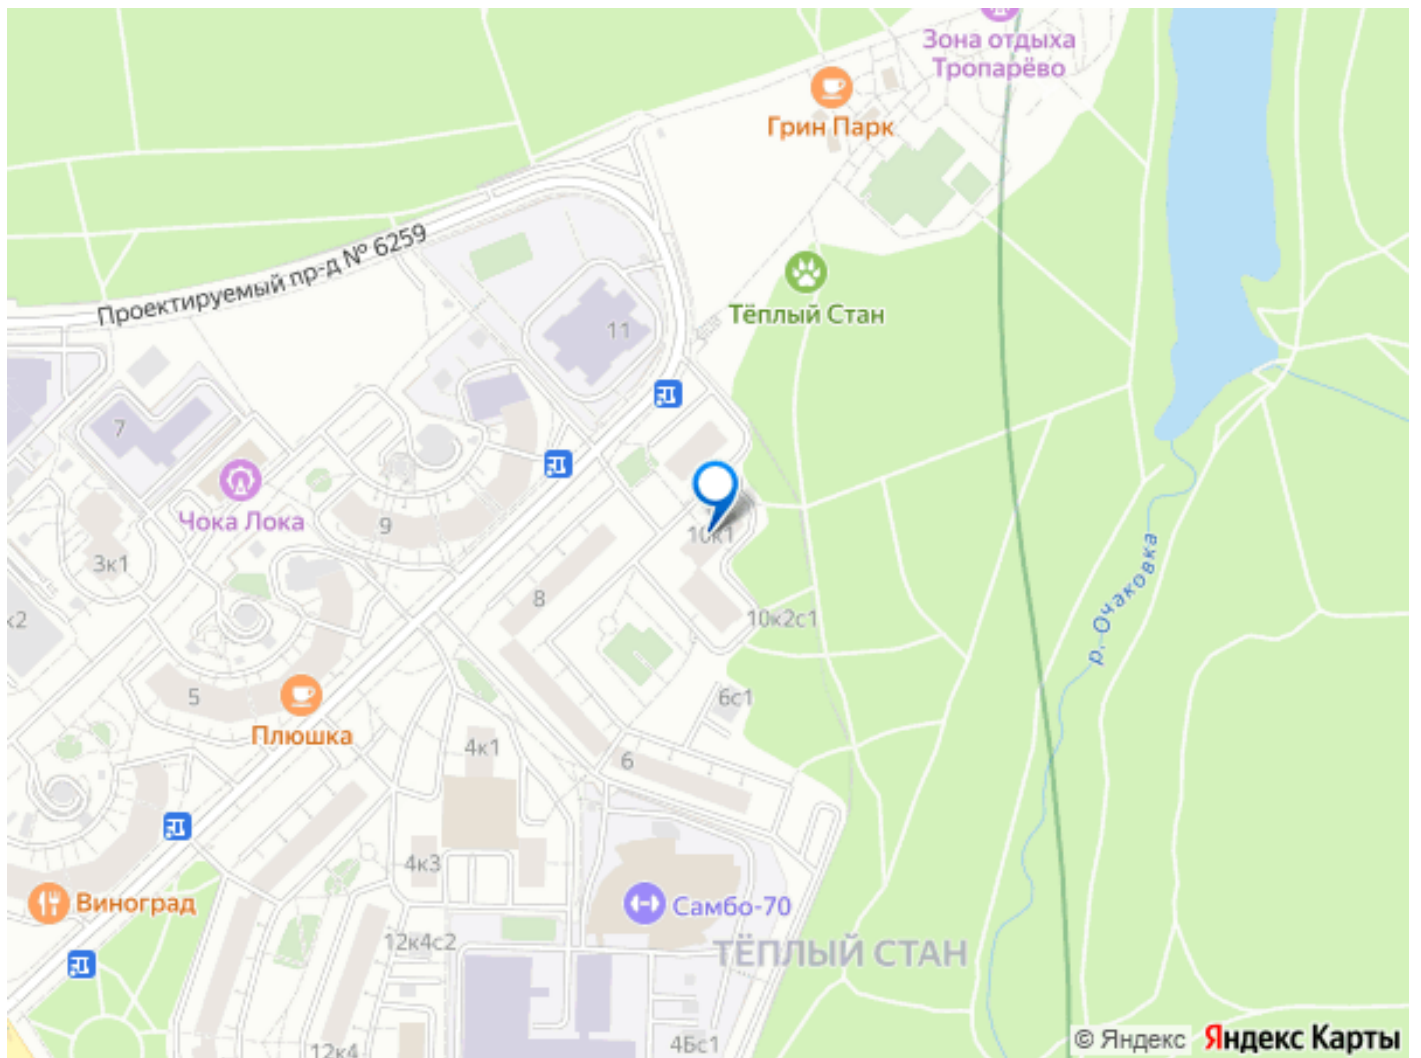 Зона отдыха
Тропарёво
Грин Парк
Проектируемый пр-д № 6259
Тёплый Стан
11
7
Чока Лока
9
10к1
3к1
8
к2
10к2с1
р. Очаковка
5
6с1
Плюшка
4к1
6
4к3
Виноград
Самбо-70
12к4с2
ТЁПЛЫЙ СТАН
12к4
4Бс1
© Яндекс Яндекс Карты